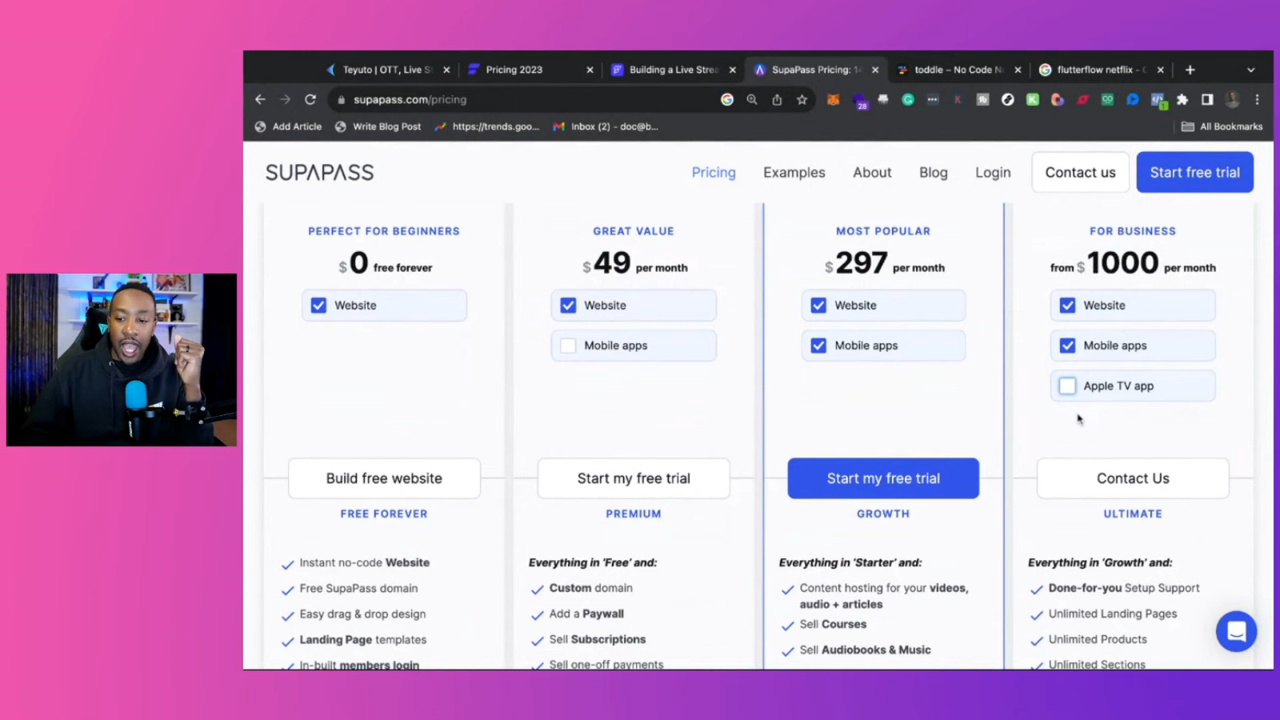 Teyuto | OTT, Live S
Pricing 2023
Building a Live Strea
SupaPass Pricing: 1
toddle – No Code N
flutterflow netflix -
supapass.com/pricing
28
1
Add Article
Write Blog Post
https://trends.goo...
Inbox (2) - doc@b...
All Bookmarks
SUPAPASS
Pricing
Examples
About
Blog
Login
Contact us
Start free trial
PERFECT FOR BEGINNERS
$0 free forever
Website
Build free website
FREE FOREVER
Instant no-code Website
Free SupaPass domain
Easy drag & drop design
Landing Page templates
In-built members login
GREAT VALUE
$49 per month
Website
Mobile apps
Start my free trial
PREMIUM
Everything in 'Free' and:
Custom domain
Add a Paywall
Sell Subscriptions
Sell one-off payments
MOST POPULAR
$297 per month
Website
Mobile apps
Start my free trial
GROWTH
Everything in 'Starter' and:
Content hosting for your videos,
audio + articles
Sell Courses
Sell Audiobooks & Music
FOR BUSINESS
from $1000 per month
Website
Mobile apps
Apple TV app
Contact Us
ULTIMATE
Everything in 'Growth' and:
Done-for-you Setup Support
Unlimited Landing Pages
Unlimited Products
Unlimited Sections